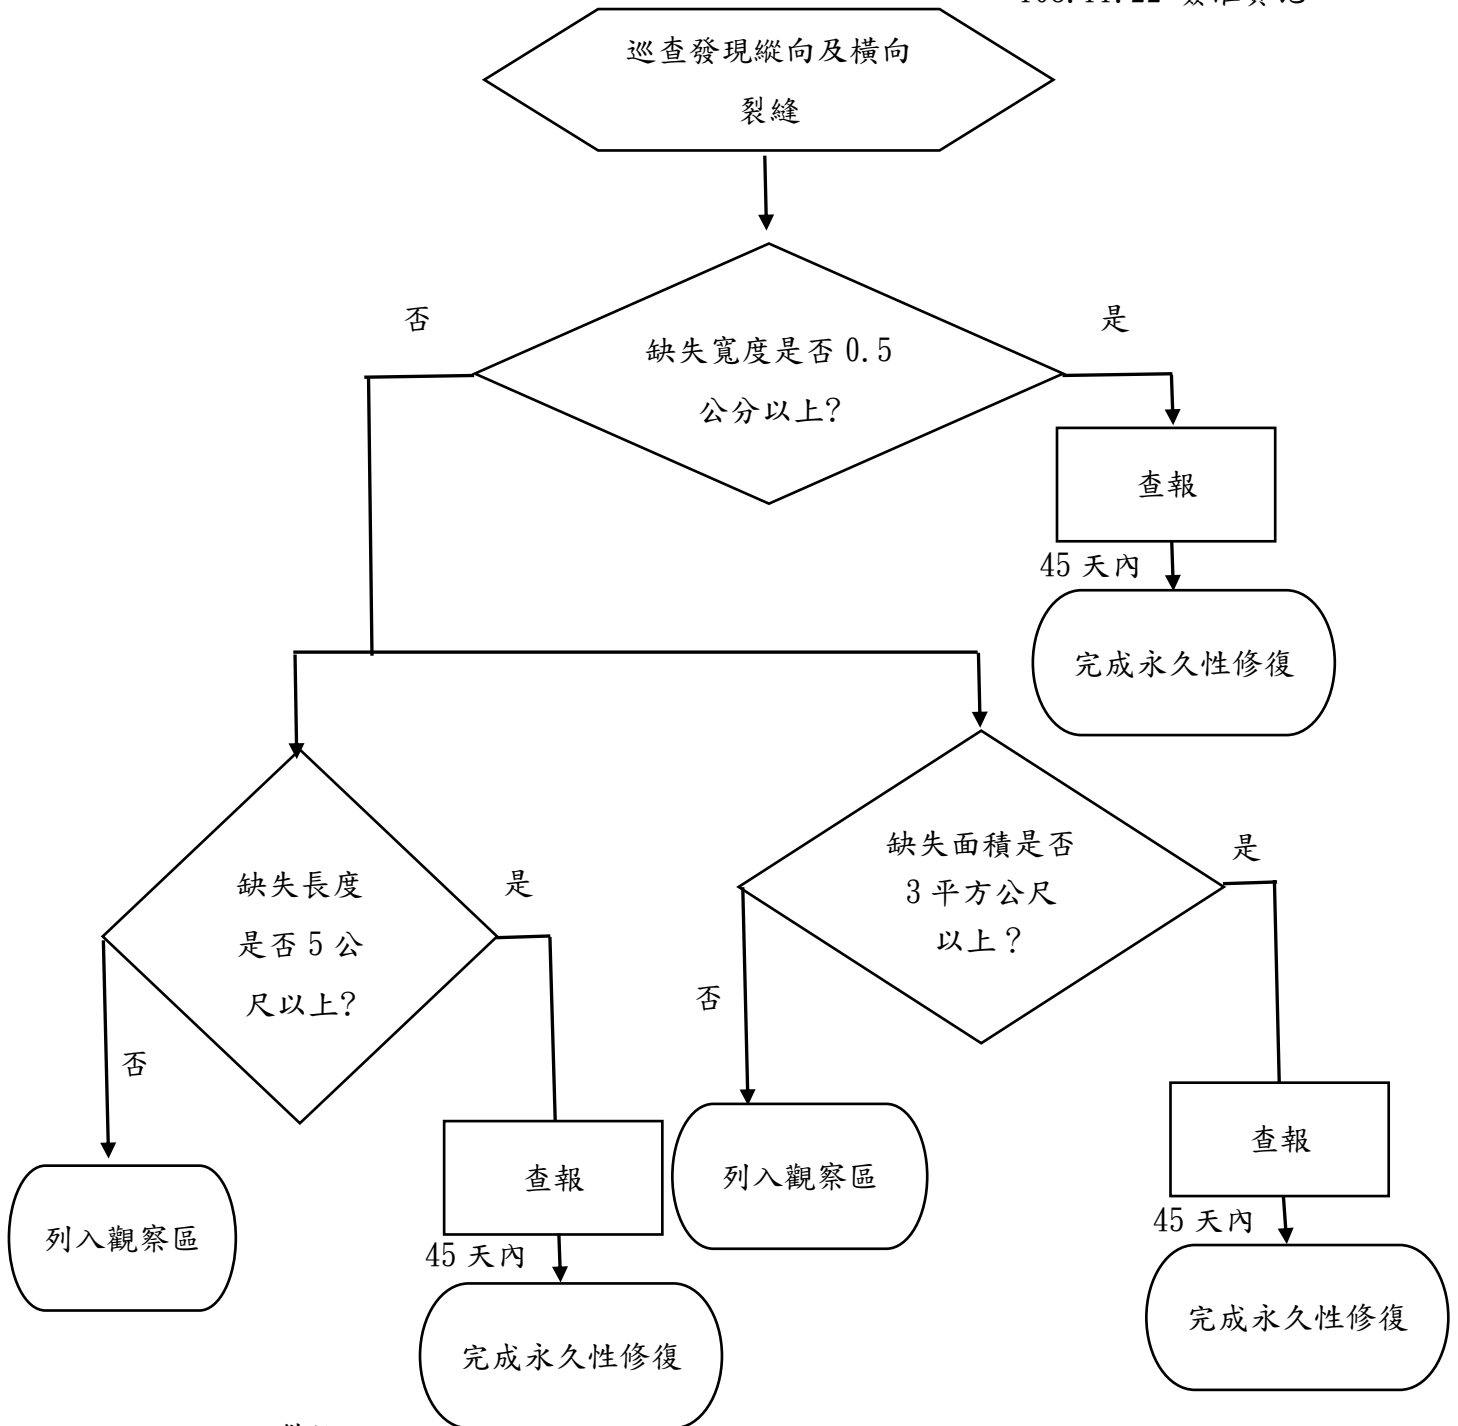 巡查發現縱向及橫向
裂縫
否
是
缺失寬度是否 0.5
公分以上?
查報
45 天內
完成永久性修復
缺失長度
是否 5 公
尺以上?
是
否
缺失面積是否
3 平方公尺
以上?
是
否
列入觀察區
查報
45 天內
完成永久性修復
列入觀察區
查報
45 天內
完成永久性修復